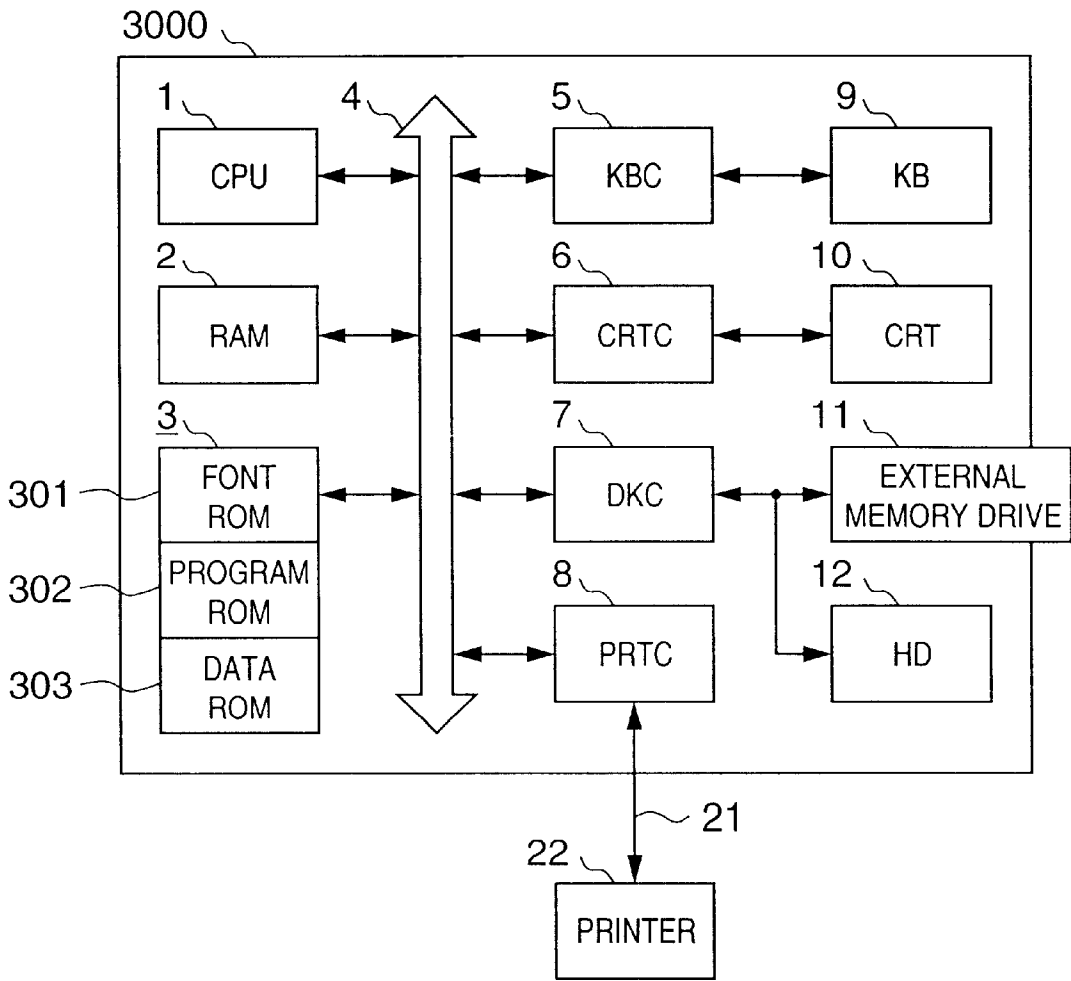 3000
1
4
5
9
CPU
KBC
KB
2
6
10
RAM
CRTC
CRT
3
7
11
301
FONT
ROM
DKC
EXTERNAL
MEMORY DRIVE
302
PROGRAM
ROM
8
12
303
DATA
ROM
PRTC
HD
21
22
PRINTER